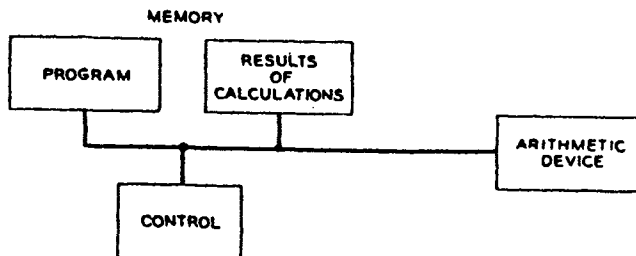 MEMORY
PROGRAM
RESULTS
OF
CALCULATIONS
ARITHMETIC
DEVICE
CONTROL